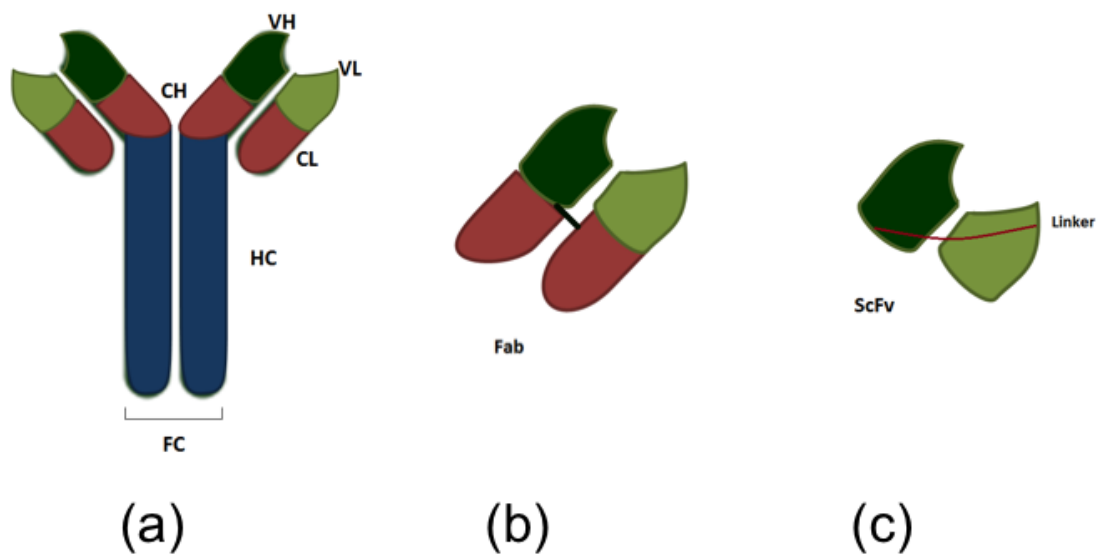 VH
VL
CH
CL
HC
FC
Fab
Linker
ScFv
(a)
(b)
(c)